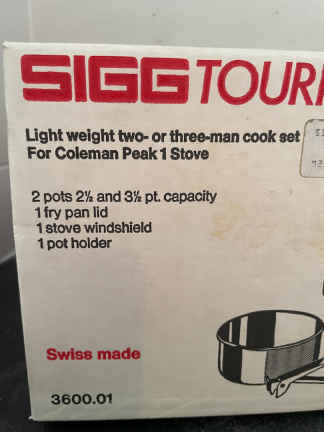 SIGG TOUR
Light weight two- or three-man cook set
For Coleman Peak 1 Stove
2 pots 2½ and 3½ pt. capacity
1 fry pan lid
1 stove windshield
1 pot holder
Swiss made
3600.01